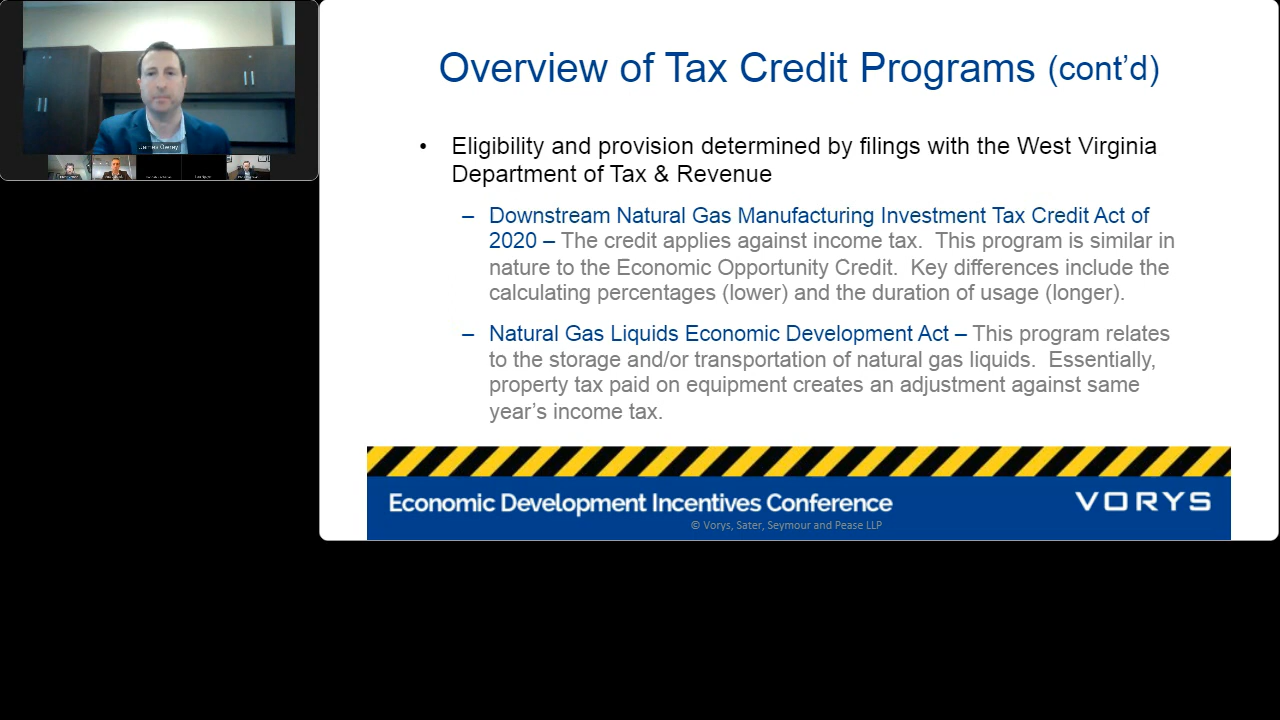 Overview of Tax Credit Programs (cont’d)
• Eligibility and provision determined by filings with the West Virginia
Department of Tax & Revenue
– Downstream Natural Gas Manufacturing Investment Tax Credit Act of
2020 – The credit applies against income tax. This program is similar in
nature to the Economic Opportunity Credit. Key differences include the
calculating percentages (lower) and the duration of usage (longer).
– Natural Gas Liquids Economic Development Act – This program relates
to the storage and/or transportation of natural gas liquids. Essentially,
property tax paid on equipment creates an adjustment against same
year’s income tax.
Economic Development Incentives Conference
VORYS
© Vorys, Sater, Seymour and Pease LLP
James